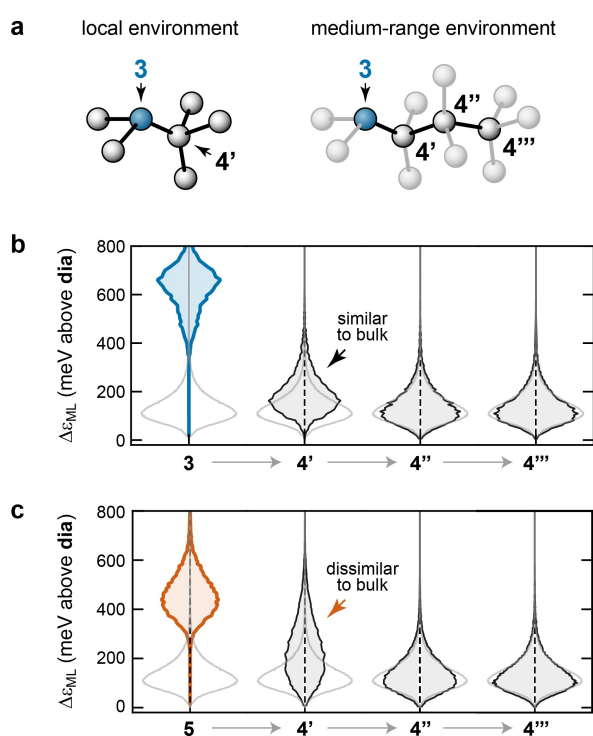 a
local environment
medium-range environment
3
4’
3
4’
4’’
4’’’
b
ΔεML (meV above dia)
800
600
400
200
0
similar
to bulk
3
4’
4’’
4’’’
c
ΔεML (meV above dia)
800
600
400
200
0
dissimilar
to bulk
5
4’
4’’
4’’’